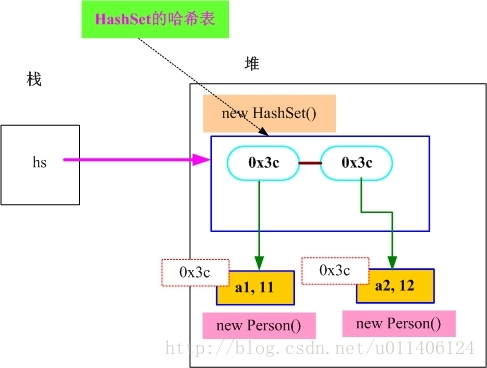 HashSet的哈希表
栈
堆
new HashSet()
hs
0x3c
0x3c
0x3c
a1, 11
0x3c
a2, 12
new Person()
new Person()
http://blog.csdn.net/u011406124